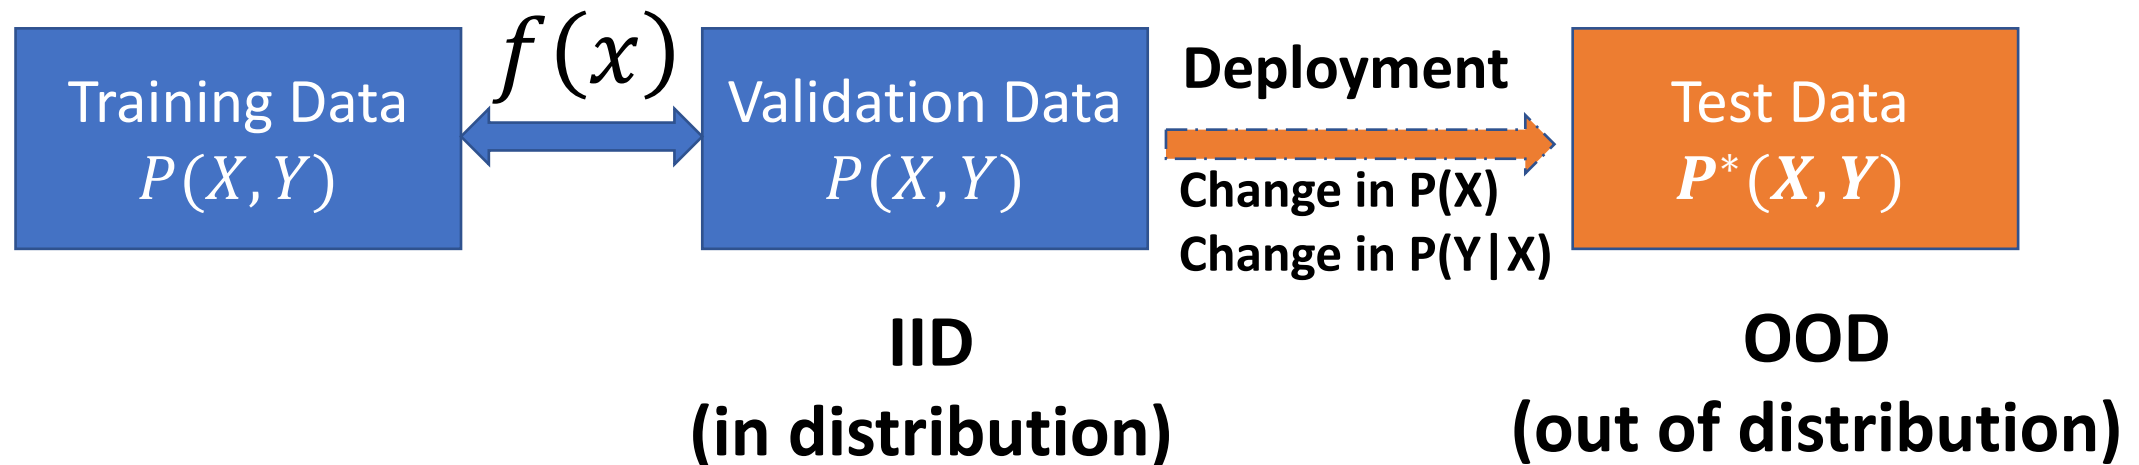 Training Data
P(X, Y)
f(x)
Validation Data
P(X, Y)
Deployment
Change in P(X)
Change in P(Y|X)
Test Data
P*(X, Y)
IID
(in distribution)
OOD
(out of distribution)